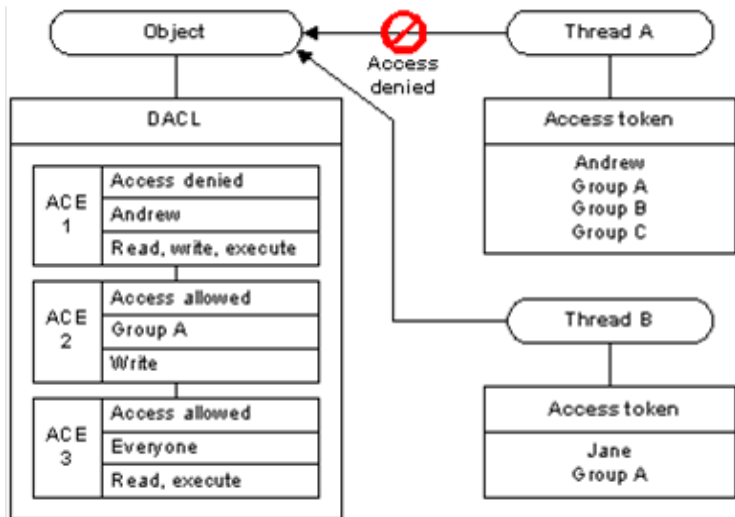 Object
Access
denied
Thread A
DACL
ACE
1
Access denied
Andrew
Read, write, execute
ACE
2
Access allowed
Group A
Write
ACE
3
Access allowed
Everyone
Read, execute
Access token
Andrew
Group A
Group B
Group C
Thread B
Access token
Jane
Group A